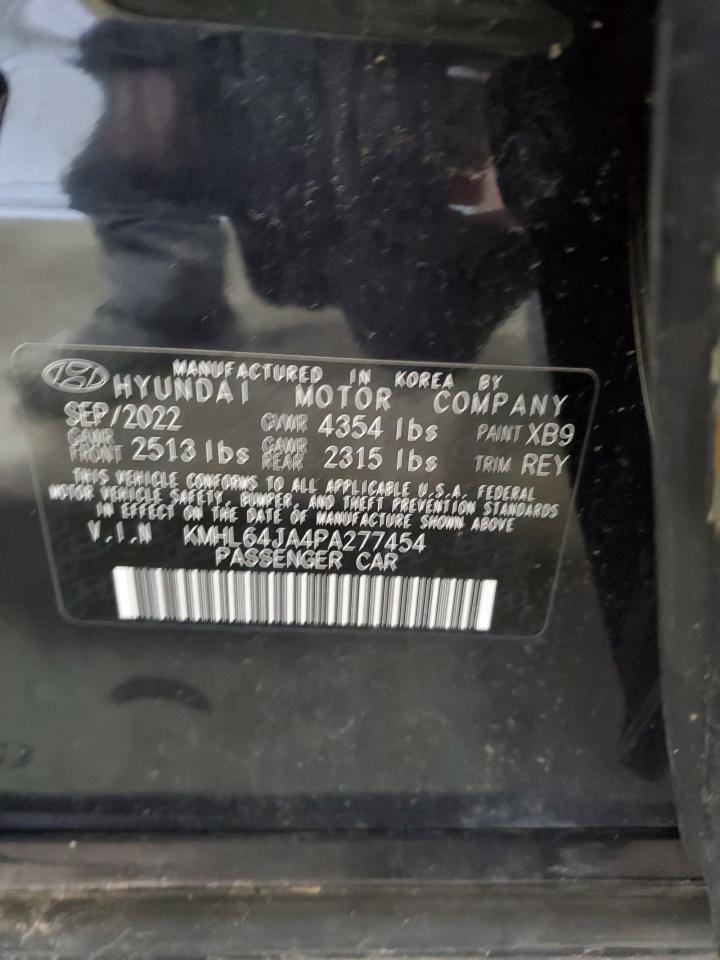 MANUFACTURED IN KOREA BY
HYUNDAI MOTOR COMPANY
SEP/2022 GVWR 4354 lbs PAINT XB9
GAWR FRONT 2513 lbs GAWR REAR 2315 lbs TRIM REY
THIS VEHICLE CONFORMS TO ALL APPLICABLE U.S.A. FEDERAL
MOTOR VEHICLE SAFETY, BUMPER, AND THEFT PREVENTION STANDARDS
IN EFFECT ON THE DATE OF MANUFACTURE SHOWN ABOVE
V.I.N KMHL64JA4PA277454
PASSENGER CAR